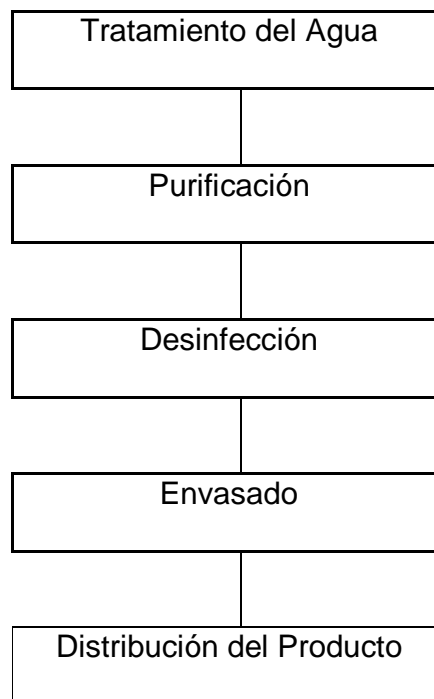 Tratamiento del Agua
Purificación
Desinfección
Envasado
Distribución del Producto